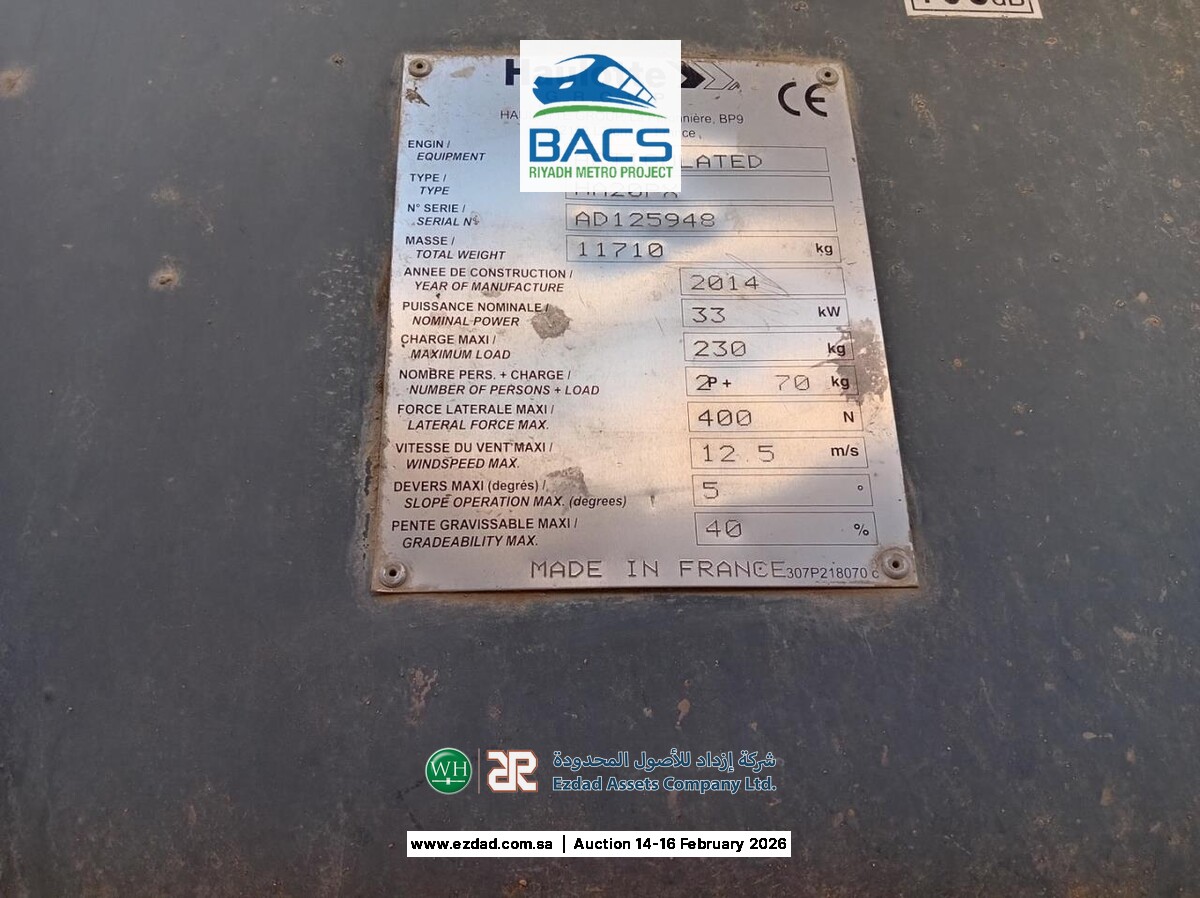 CE
BACS
RIYADH METRO PROJECT
nière, BP9
ENGIN /
EQUIPMENT
LATED
TYPE /
TYPE
N° SERIE /
SERIAL N°
AD125948
MASSE /
TOTAL WEIGHT
11710 kg
ANNEE DE CONSTRUCTION /
YEAR OF MANUFACTURE
2014
PUISSANCE NOMINALE /
NOMINAL POWER
33 kW
CHARGE MAXI /
MAXIMUM LOAD
230 kg
NOMBRE PERS. + CHARGE /
NUMBER OF PERSONS + LOAD
2P + 70 kg
FORCE LATERALE MAXI /
LATERAL FORCE MAX.
400 N
VITESSE DU VENT MAXI /
WINDSPEED MAX.
12.5 m/s
DEVERS MAXI (degrés) /
SLOPE OPERATION MAX. (degrees)
5 °
PENTE GRAVISSABLE MAXI /
GRADEABILITY MAX.
40 %
MADE IN FRANCE 307P218070 c
WH
شركة إزداد للأصول المحدودة
Ezdad Assets Company Ltd.
www.ezdad.com.sa | Auction 14-16 February 2026